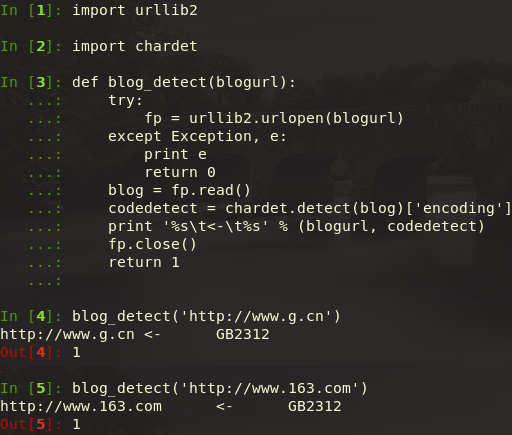 In [1]: import urllib2
In [2]: import chardet
In [3]: def blog_detect(blogurl):
   ...:     try:
   ...:         fp = urllib2.urlopen(blogurl)
   ...:     except Exception, e:
   ...:         print e
   ...:         return 0
   ...:     blog = fp.read()
   ...:     codedetect = chardet.detect(blog)['encoding']
   ...:     print '%s\t<-\t%s' % (blogurl, codedetect)
   ...:     fp.close()
   ...:     return 1
   ...:
In [4]: blog_detect('http://www.g.cn')
http://www.g.cn <-      GB2312
Out[4]: 1
In [5]: blog_detect('http://www.163.com')
http://www.163.com      <-      GB2312
Out[5]: 1